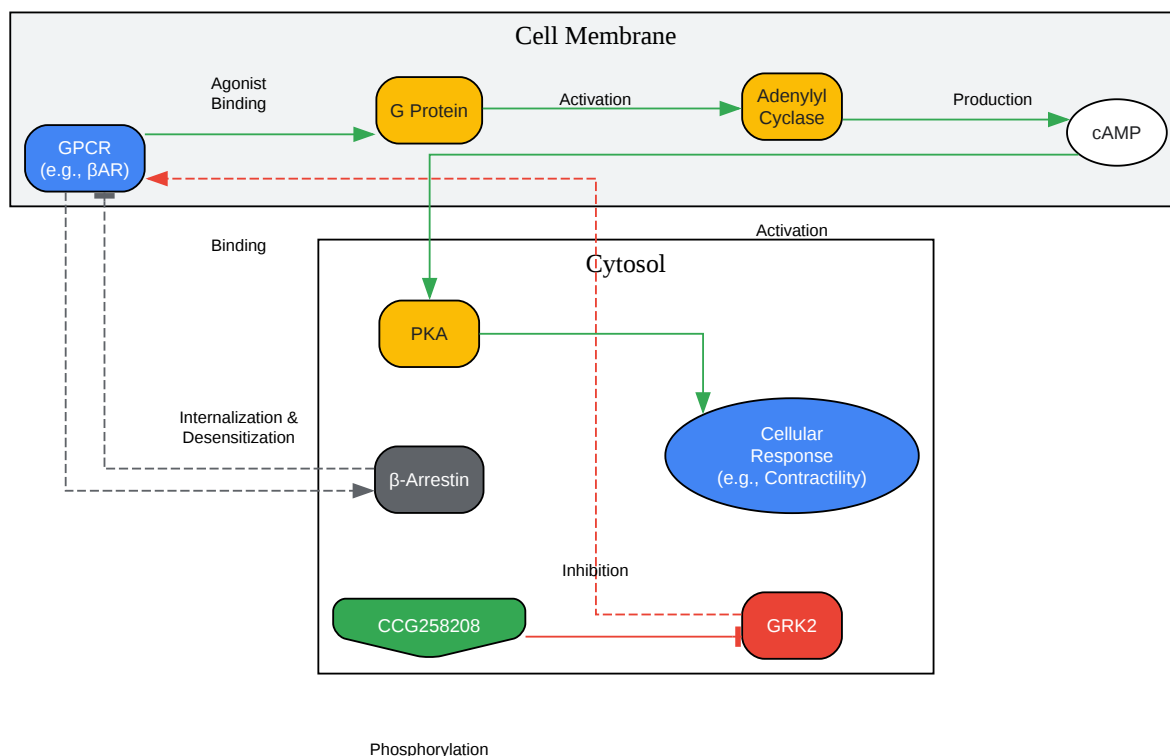 Cell Membrane
Agonist
Binding
G Protein
Activation
Adenylyl
Cyclase
Production
cAMP
GPCR
(e.g., βAR)
Binding
Activation
Cytosol
PKA
Internalization &
Desensitization
β-Arrestin
Cellular
Response
(e.g., Contractility)
Inhibition
CCG258208
GRK2
Phosphorylation